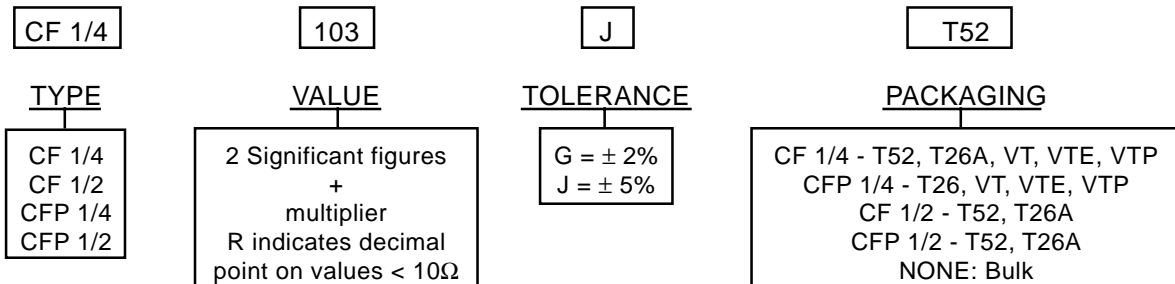 CF 1/4 103 J T52
TYPE VALUE TOLERANCE PACKAGING
CF 1/4
CF 1/2
CFP 1/4
CFP 1/2
2 Significant figures
+
multiplier
R indicates decimal
point on values < 10Ω
G = ± 2%
J = ± 5%
CF 1/4 - T52, T26A, VT, VTE, VTP
CFP 1/4 - T26, VT, VTE, VTP
CF 1/2 - T52, T26A
CFP 1/2 - T52, T26A
NONE: Bulk